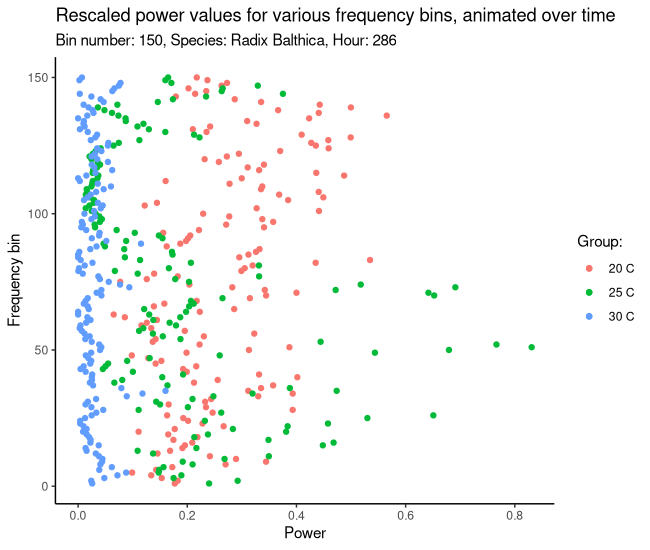 Rescaled power values for various frequency bins, animated over time
Bin number: 150, Species: Radix Balthica, Hour: 286
150
100
50
0
Frequency bin
0.0 0.2 0.4 0.6 0.8
Power
Group:
20 C
25 C
30 C